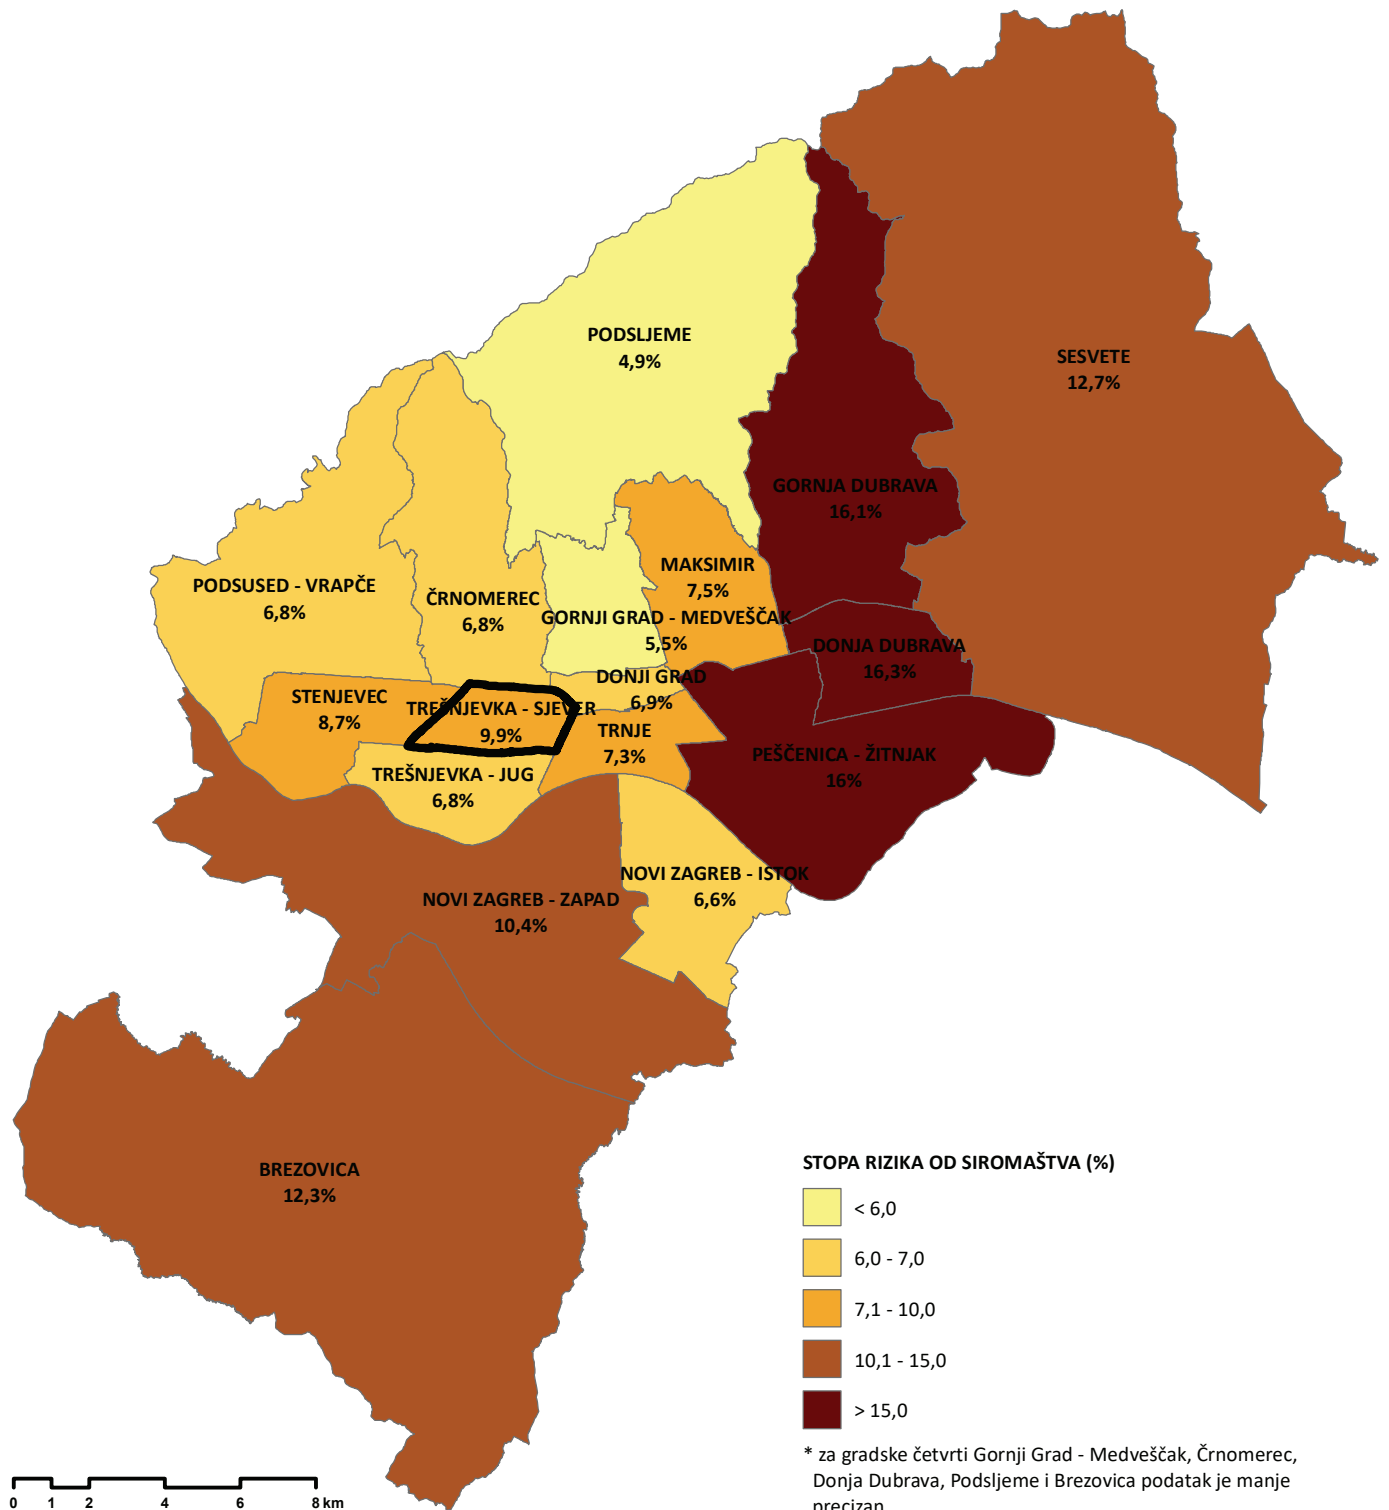 PODSLJEME
4,9%
SESVETE
12,7%
GORNJA DUBRAVA
16,1%
MAKSIMIR
7,5%
PODSUSED - VRAPČE
6,8%
ČRNOMEREC
6,8%
GORNJI GRAD - MEDVEŠČAK
5,5%
DONJA DUBRAVA
16,3%
DONJI GRAD
6,9%
STENJEVEC
8,7%
TREŠNJEVKA - SJEVER
9,9%
TRNJE
7,3%
PEŠČENICA - ŽITNJAK
16%
TREŠNJEVKA - JUG
6,8%
NOVI ZAGREB - ISTOK
6,6%
NOVI ZAGREB - ZAPAD
10,4%
BREZOVICA
12,3%
STOPA RIZIKA OD SIROMAŠTVA (%)
< 6,0
6,0 - 7,0
7,1 - 10,0
10,1 - 15,0
> 15,0
* za gradske četvrti Gornji Grad - Medveščak, Črnomerec,
Donja Dubrava, Podsljeme i Brezovica podatak je manje
precizan
0 1 2 4 6 8 km